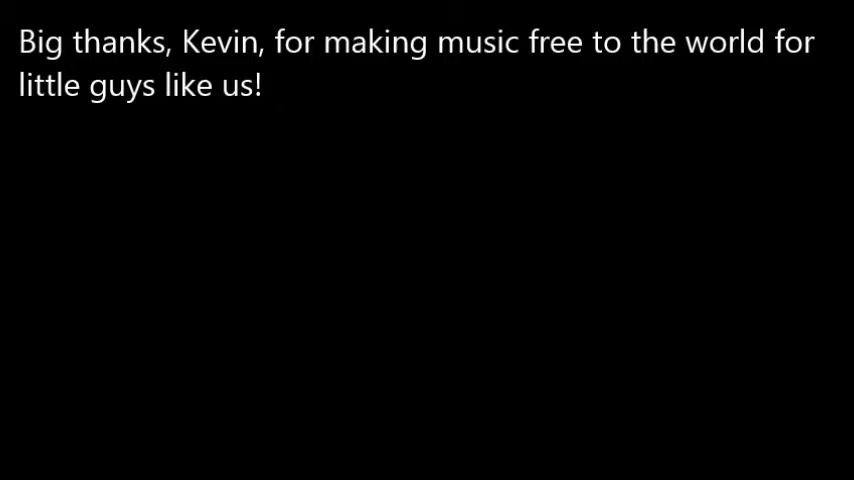 Big thanks, Kevin, for making music free to the world for
little guys like us!